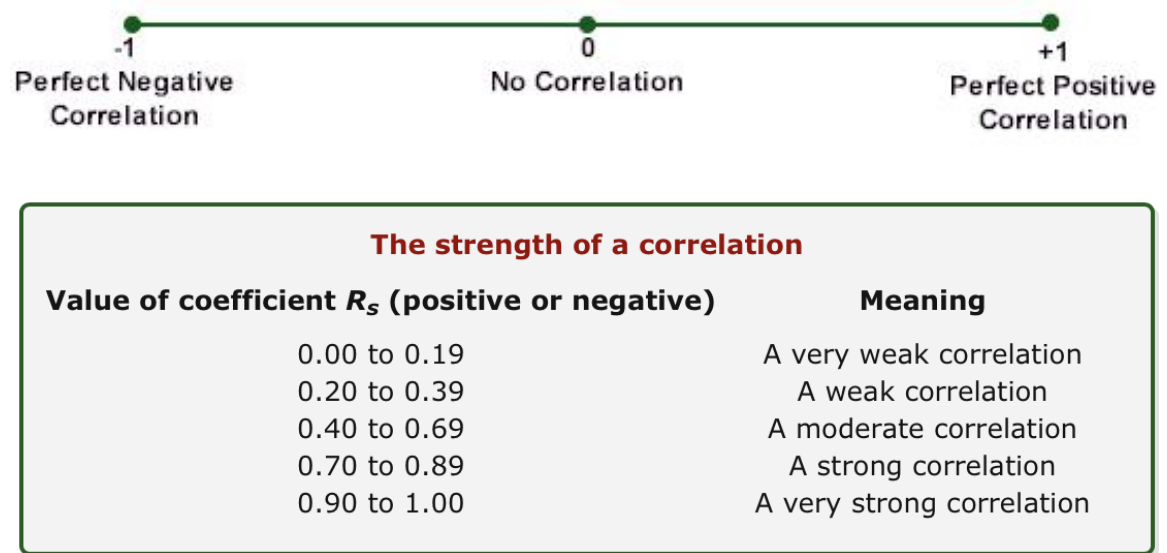 -1
Perfect Negative
Correlation
0
No Correlation
+1
Perfect Positive
Correlation
The strength of a correlation
Value of coefficient Rs (positive or negative) Meaning
0.00 to 0.19 A very weak correlation
0.20 to 0.39 A weak correlation
0.40 to 0.69 A moderate correlation
0.70 to 0.89 A strong correlation
0.90 to 1.00 A very strong correlation